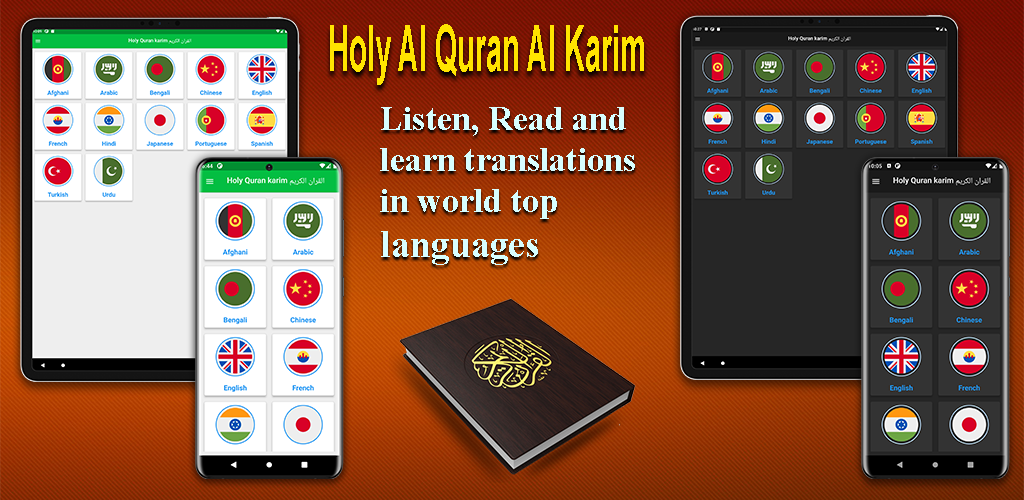 Holy Al Quran Al Karim
Listen, Read and
learn translations
in world top
languages
Holy Quran karim القرآن الكريم
Afghani Arabic Bengali Chinese English
French Hindi Japanese Portuguese Spanish
Turkish Urdu
:44
Holy Quran karim القرآن الكريم
Afghani Arabic
Bengali Chinese
English French
Holy Quran karim القرآن الكريم
Afghani Arabic Bengali Chinese English
French Hindi Japanese Portuguese Spanish
Turkish Urdu
10:05
Holy Quran karim القرآن الكريم
Afghani Arabic
Bengali Chinese
English French